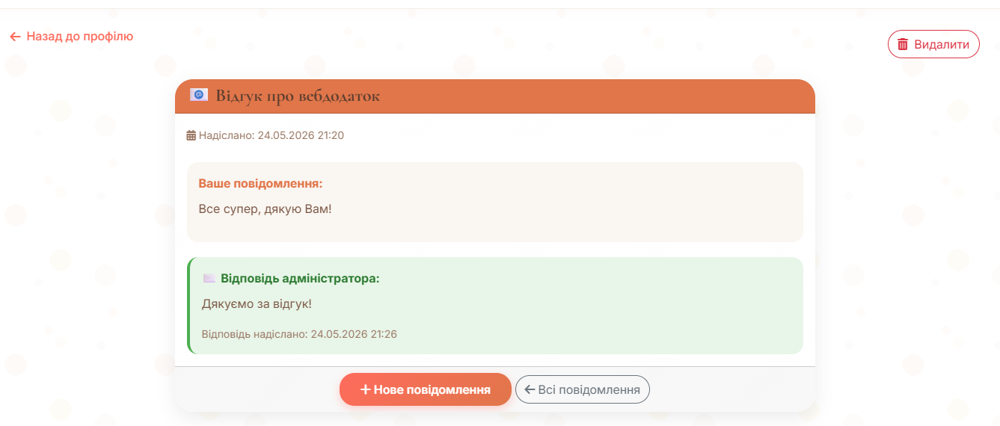 Назад до профілю
Видалити
Відгук про вебдодаток
Надіслано: 24.05.2026 21:20
Ваше повідомлення:
Все супер, дякую Вам!
Відповідь адміністратора:
Дякуємо за відгук!
Відповідь надіслано: 24.05.2026 21:26
Нове повідомлення
Всі повідомлення